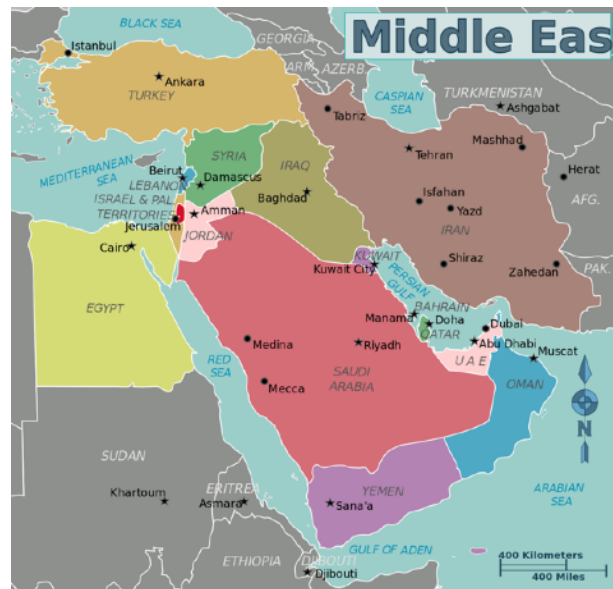 Middle Eas
BLACK SEA
GEORGIA
Istanbul
ARM.
AZERB.
CASPIAN
SEA
TURKMENISTAN
Ankara
TURKEY
Ashgabat
Tabriz
Mashhad
Tehran
Herat
MEDITERRANEAN
SEA
SYRIA
IRAQ
Beirut
Damascus
LEBANON
Baghdad
Isfahan
Yazd
AFG.
ISRAEL & PAL.
TERRITORIES
Amman
Jerusalem
JORDAN
IRAN
Cairo
KUWAIT
Kuwait City
Shiraz
Zahedan
PAK.
PERSIAN
GULF
EGYPT
BAHRAIN
Manama
Doha
QATAR
Dubai
Abu Dhabi
Medina
Riyadh
RED
SEA
U A E
Muscat
Mecca
SAUDI
ARABIA
OMAN
N
SUDAN
Khartoum
ERITREA
Asmara
YEMEN
Sana'a
ARABIAN
SEA
GULF OF ADEN
ETHIOPIA
DJIBOUTI
Djibouti
400 Kilometers
400 Miles